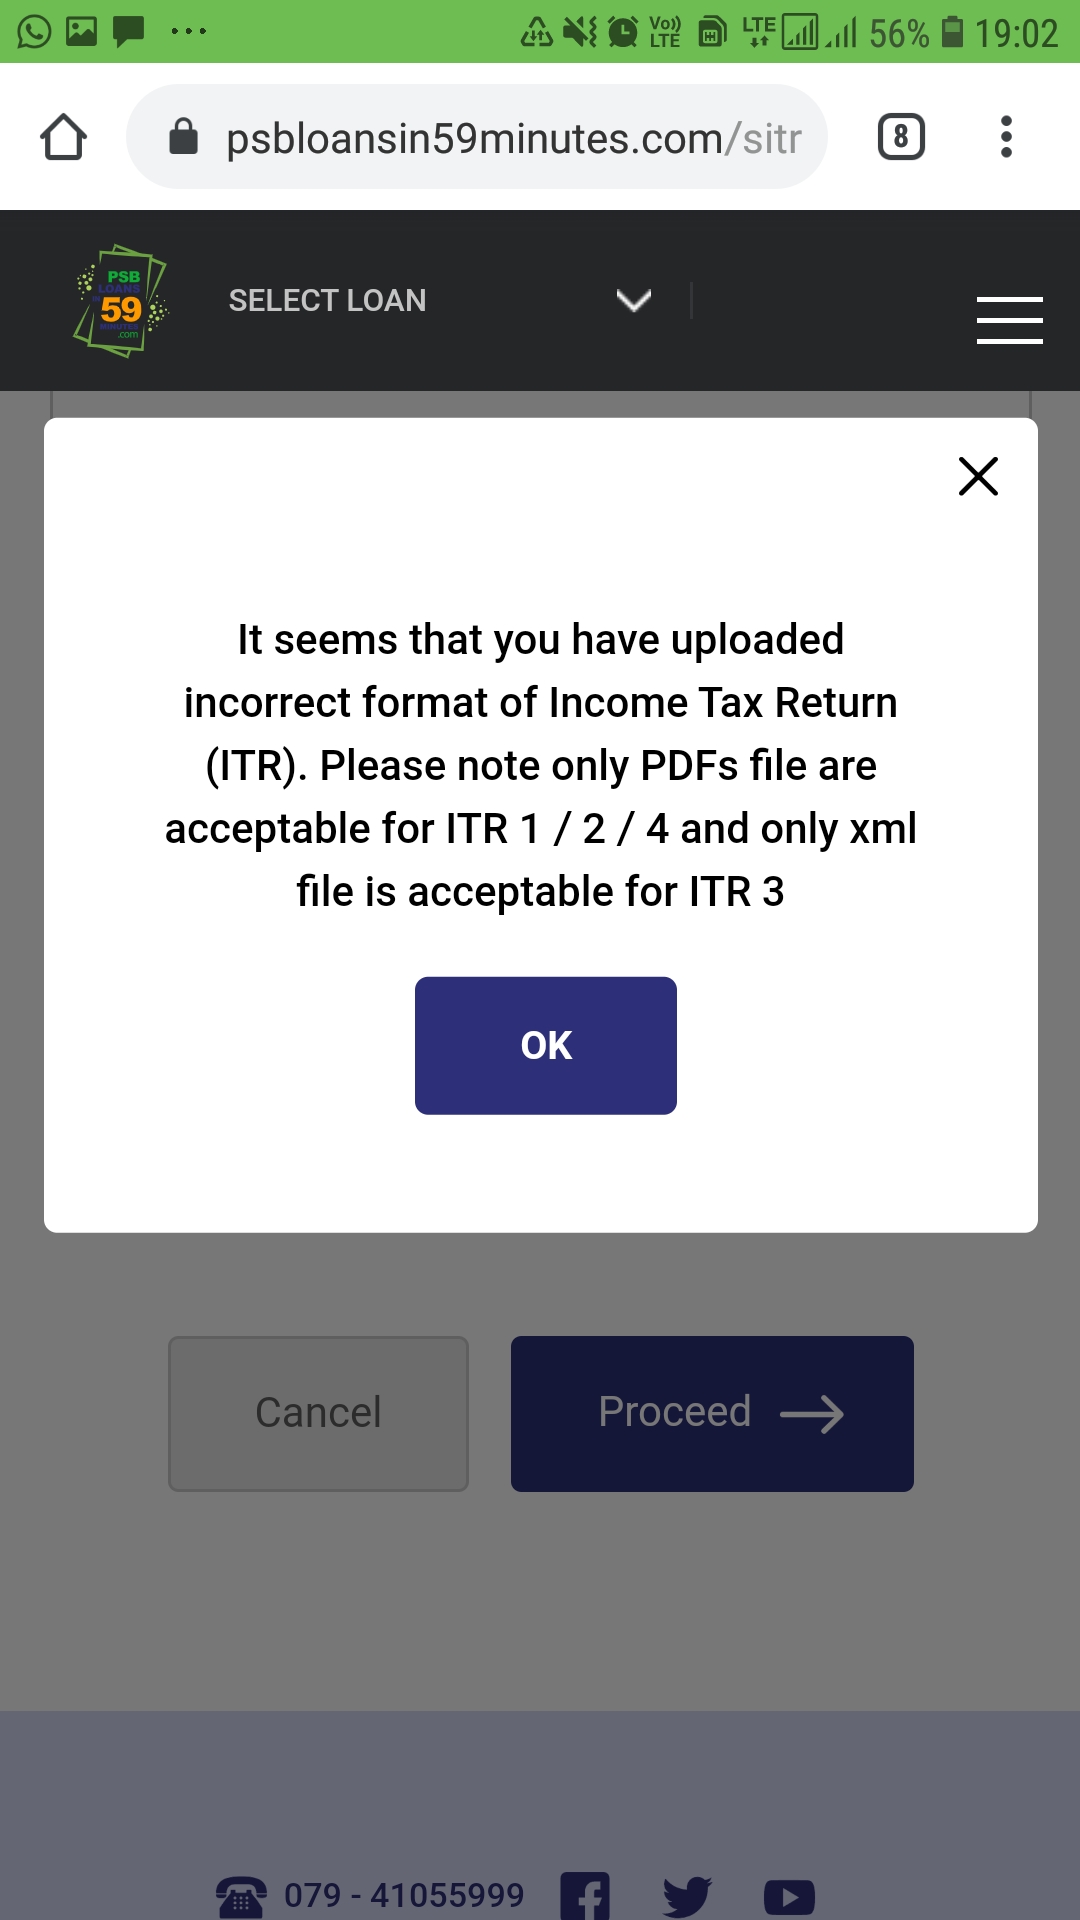 56% 19:02
Vo)) LTE LTE
psbloansin59minutes.com/sitr
8
PSB
LOANS
IN 59
MINUTES
.com
SELECT LOAN
It seems that you have uploaded
incorrect format of Income Tax Return
(ITR). Please note only PDFs file are
acceptable for ITR 1 / 2 / 4 and only xml
file is acceptable for ITR 3
OK
Cancel
Proceed
079 - 41055999